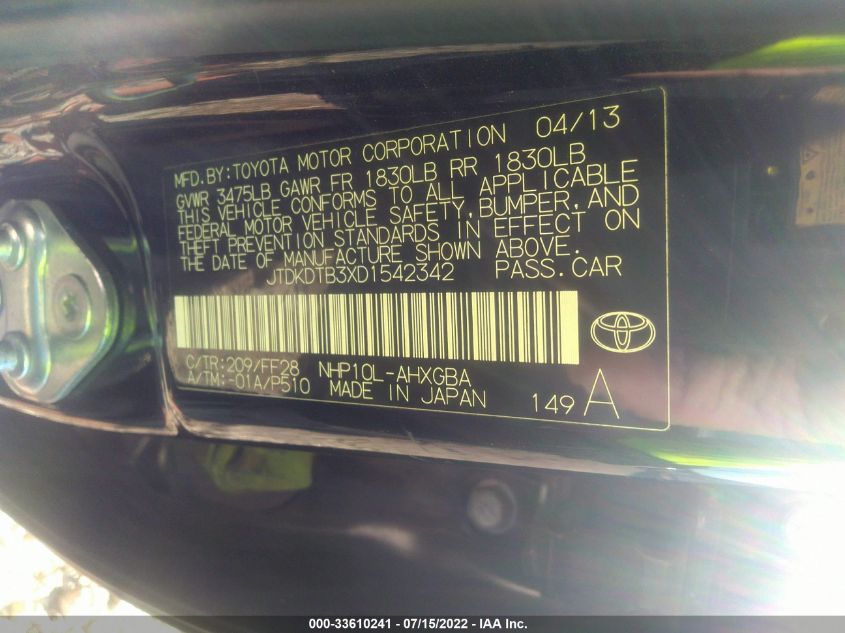 MFD.BY:TOYOTA MOTOR CORPORATION 04/13
GVWR 3475LB GAWR FR 1830LB RR 1830LB
THIS VEHICLE CONFORMS TO ALL APPLICABLE
FEDERAL MOTOR VEHICLE SAFETY,BUMPER,AND
THEFT PREVENTION STANDARDS IN EFFECT ON
THE DATE OF MANUFACTURE SHOWN ABOVE.
JTDKDTB3XD1542342 PASS.CAR
C/TR:209/FF28 NHP10L-AHXGBA
A/TM:-01A/P510 MADE IN JAPAN 149 A
000-33610241 - 07/15/2022 - IAA Inc.